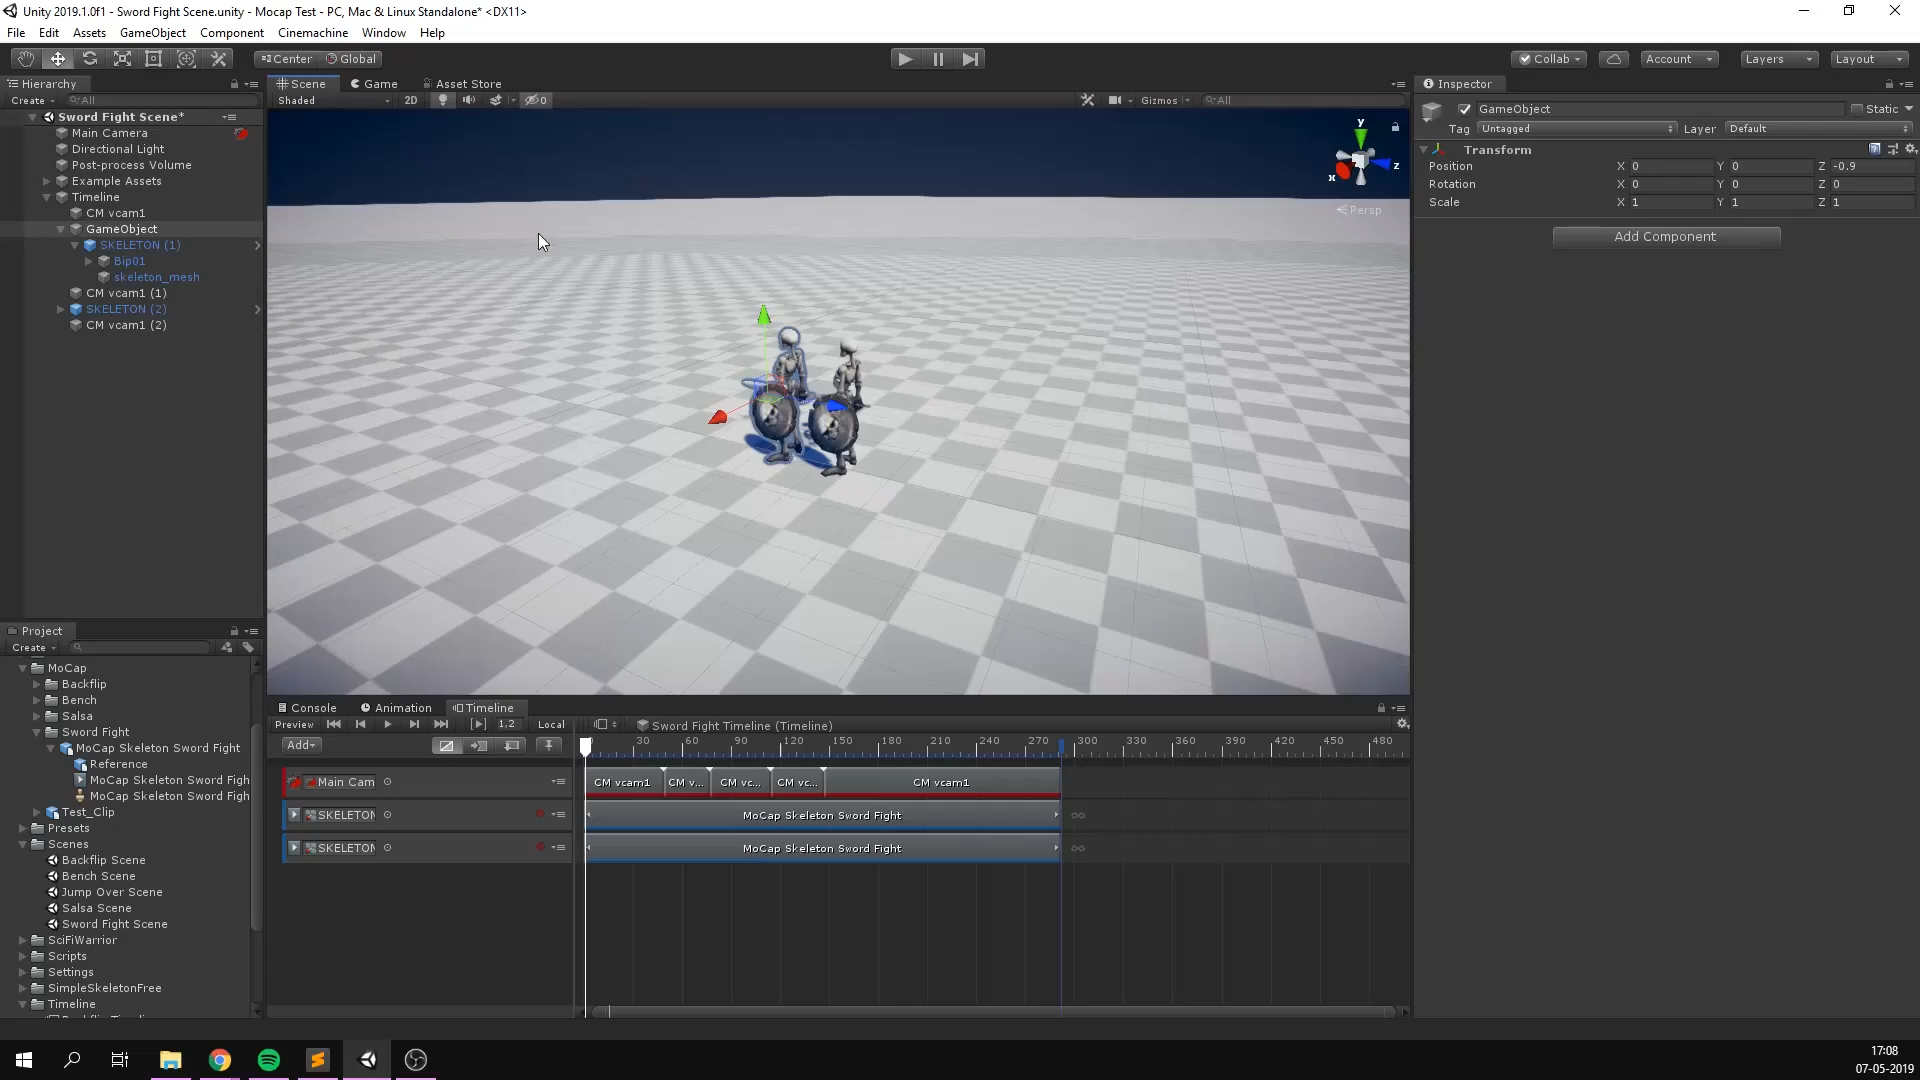 Unity 2019.1.0f1 - Sword Fight Scene.unity - Mocap Test - PC, Mac & Linux Standalone* <DX11>
File Edit Assets GameObject Component Cinemachine Window Help
Center Global Collab Account Layers Layout
Hierarchy
Create All
Sword Fight Scene*
Main Camera
Directional Light
Post-process Volume
Example Assets
Timeline
CM vcam1
GameObject
SKELETON (1)
Bip01
skeleton_mesh
CM vcam1 (1)
SKELETON (2)
CM vcam1 (2)
Scene Game Asset Store
Shaded 2D 0 Gizmos All
y
x
z
Persp
Inspector
GameObject Static
Tag Untagged Layer Default
Transform
Position X 0 Y 0 Z -0.9
Rotation X 0 Y 0 Z 0
Scale X 1 Y 1 Z 1
Add Component
Project
Create
MoCap
Backflip
Bench
Salsa
Sword Fight
MoCap Skeleton Sword Fight
Reference
MoCap Skeleton Sword Figh
MoCap Skeleton Sword Figh
Test_Clip
Presets
Scenes
Backflip Scene
Bench Scene
Jump Over Scene
Salsa Scene
Sword Fight Scene
SciFiWarrior
Scripts
Settings
SimpleSkeletonFree
Timeline
Console Animation Timeline
Preview 1,2 Local Sword Fight Timeline (Timeline)
Add 30 60 90 120 150 180 210 240 270 300 330 360 390 420 450 480
Main Cam CM vcam1 CM v... CM vc... CM vc... CM vcam1
SKELETON MoCap Skeleton Sword Fight
SKELETON MoCap Skeleton Sword Fight
17:08
07-05-2019